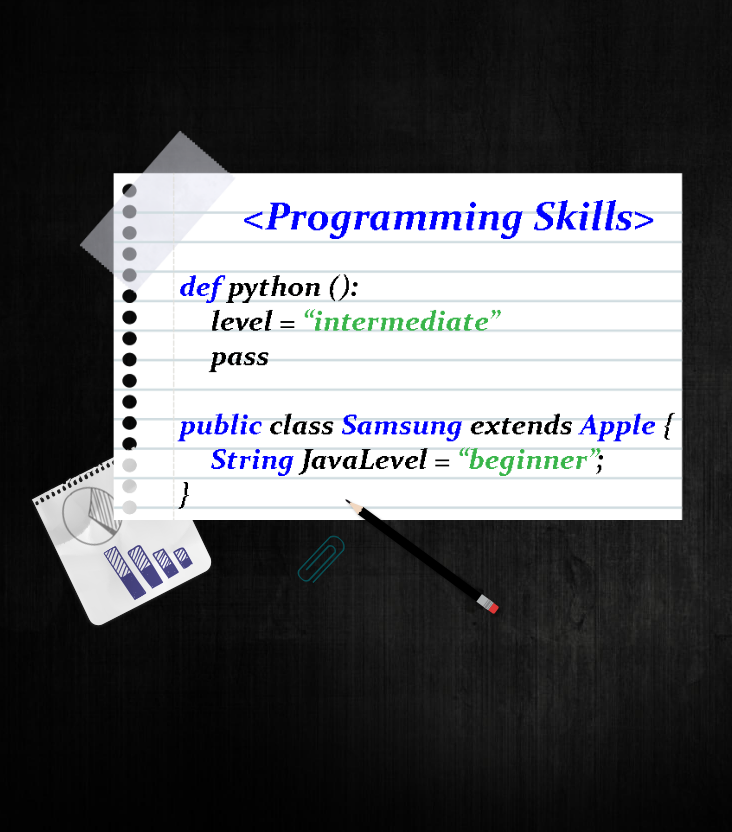 <Programming Skills>
def python ():
level = “intermediate”
pass
public class Samsung extends Apple {
String JavaLevel = “beginner”;
}